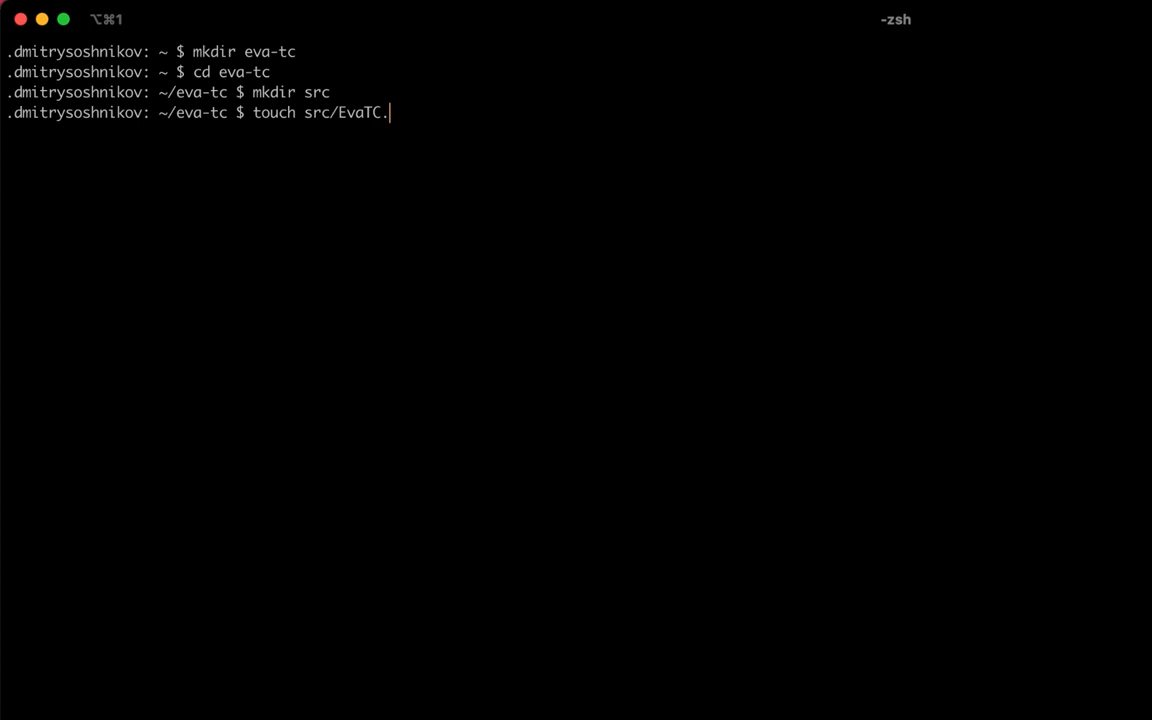 ⌥⌘1
-zsh
.dmitrysoshnikov: ~ $ mkdir eva-tc
.dmitrysoshnikov: ~ $ cd eva-tc
.dmitrysoshnikov: ~/eva-tc $ mkdir src
.dmitrysoshnikov: ~/eva-tc $ touch src/EvaTC.